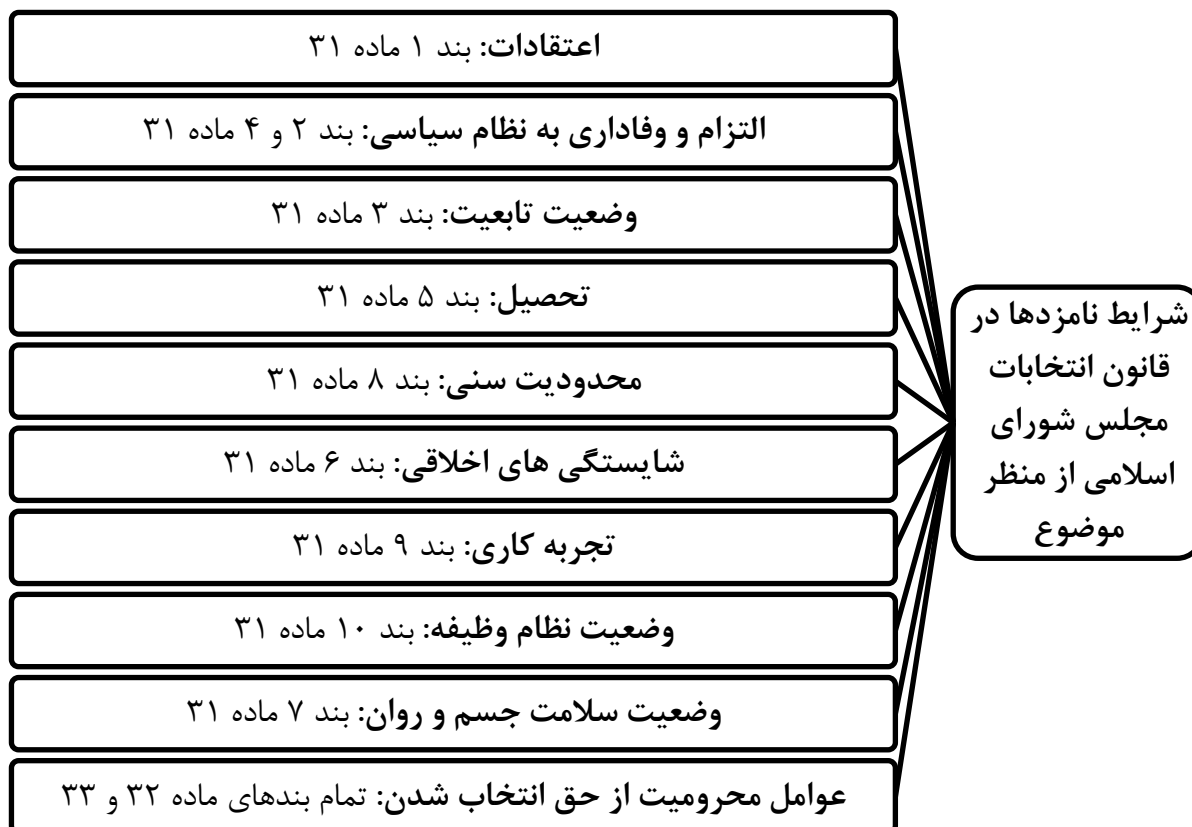 اعتقادات: بند ۱ ماده ۳۱
التزام و وفاداری به نظام سیاسی: بند ۲ و ۴ ماده ۳۱
وضعیت تابعیت: بند ۳ ماده ۳۱
تحصیل: بند ۵ ماده ۳۱
محدودیت سنی: بند ۸ ماده ۳۱
شایستگی های اخلاقی: بند ۶ ماده ۳۱
تجربه کاری: بند ۹ ماده ۳۱
وضعیت نظام وظیفه: بند ۱۰ ماده ۳۱
وضعیت سلامت جسم و روان: بند ۷ ماده ۳۱
عوامل محرومیت از حق انتخاب شدن: تمام بندهای ماده ۳۲ و ۳۳
شرایط نامزدها در
قانون انتخابات
مجلس شورای
اسلامی از منظر
موضوع